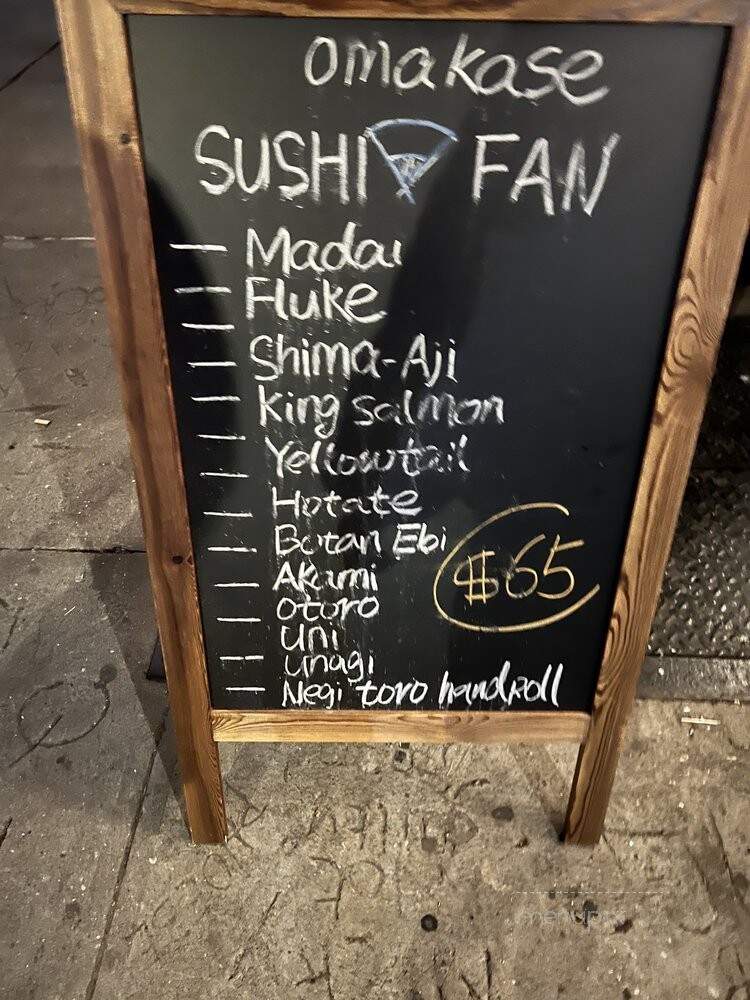 omakase
SUSHI FAN
— Madai
— Fluke
— Shima-Aji
— King Salmon
— Yellowtail
— Hotate
— Botan Ebi
— Akami
$65
— Otoro
— Uni
— Unagi
— Negi toro handRoll
menupix